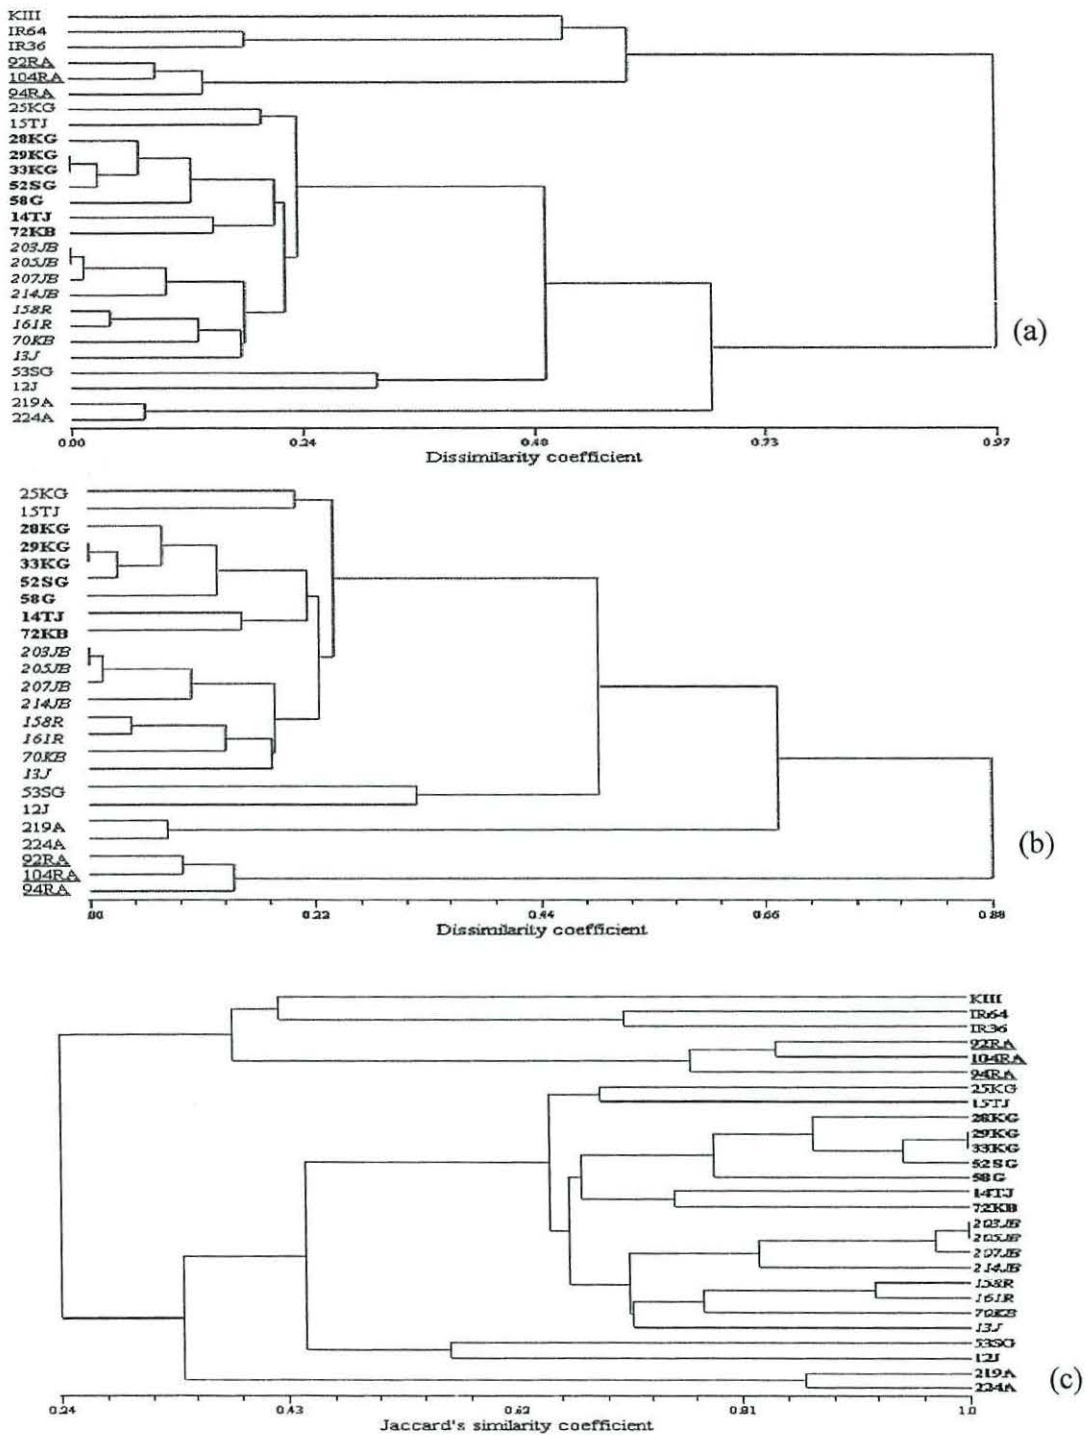 KIII
IR64
IR36
92RA
104RA
94RA
25KG
15TJ
28KG
29KG
33KG
52SG
58G
14TJ
72KB
203JB
205JB
207JB
214JB
158R
161R
70KB
13J
53SG
12J
219A
224A
(a)
0.00 0.24 0.48 0.73 0.97
Dissimilarity coefficient
25KG
15TJ
28KG
29KG
33KG
52SG
58G
14TJ
72KB
203JB
205JB
207JB
214JB
158R
161R
70KB
13J
53SG
12J
219A
224A
92RA
104RA
94RA
(b)
.00 0.22 0.44 0.66 0.88
Dissimilarity coefficient
KIII
IR64
IR36
92RA
104RA
94RA
25KG
15TJ
28KG
29KG
33KG
52SG
58G
14TJ
72KB
203JB
205JB
207JB
214JB
158R
161R
70KB
13J
53SG
12J
219A
224A
(c)
0.24 0.43 0.62 0.81 1.0
Jaccard's similarity coefficient